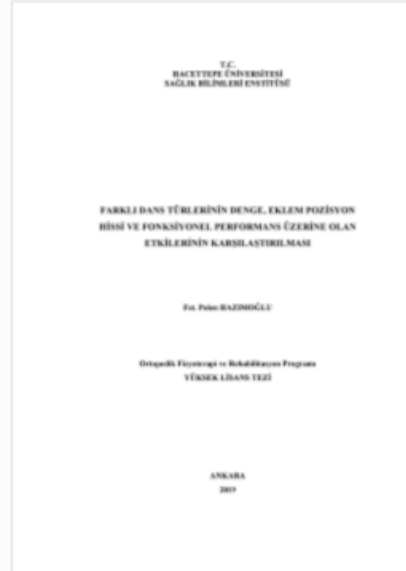 T.C.
HACETTEPE ÜNİVERSİTESİ
SAĞLIK BİLİMLERİ ENSTİTÜSÜ
FARKLI DANS TÜRLERİNİN DENGE, EKLEM POZİSYON
HİSSİ VE FONKSİYONEL PERFORMANS ÜZERİNE OLAN
ETKİLERİNİN KARŞILAŞTIRILMASI
Fzt. Pelin HAZIMOĞLU
Ortopedik Fizyoterapi ve Rehabilitasyon Programı
YÜKSEK LİSANS TEZİ
ANKARA
2019